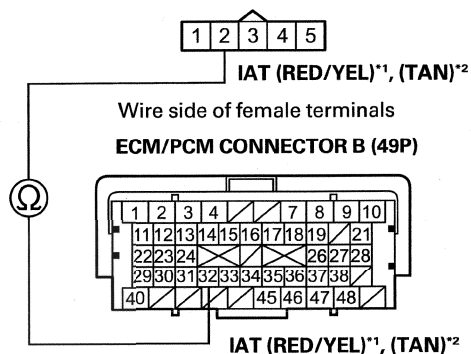 1 2 3 4 5
IAT (RED/YEL)*1, (TAN)*2
Wire side of female terminals
ECM/PCM CONNECTOR B (49P)
Ω
1 2 3 4 7 8 9 10
11 12 13 14 15 16 17 18 19 21
22 23 24 26 27 28
29 30 31 32 33 34 35 36 37 38
40 45 46 47 48
IAT (RED/YEL)*1, (TAN)*2